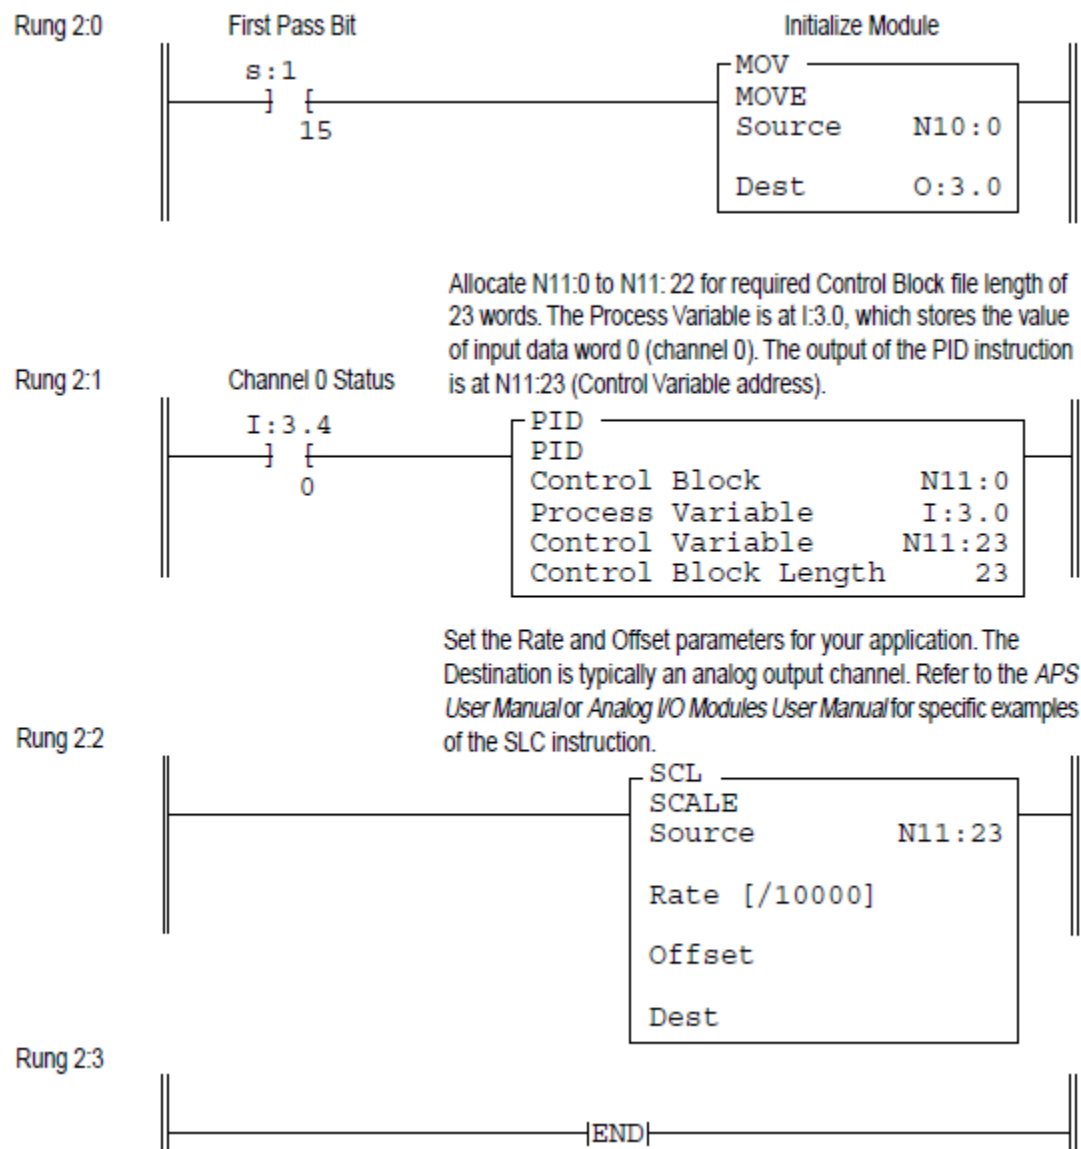 Rung 2:0 First Pass Bit Initialize Module
s:1
] [
15
MOV
MOVE
Source N10:0
Dest O:3.0
Allocate N11:0 to N11: 22 for required Control Block file length of
23 words. The Process Variable is at I:3.0, which stores the value
of input data word 0 (channel 0). The output of the PID instruction
is at N11:23 (Control Variable address).
Rung 2:1 Channel 0 Status
I:3.4
] [
0
PID
PID
Control Block N11:0
Process Variable I:3.0
Control Variable N11:23
Control Block Length 23
Set the Rate and Offset parameters for your application. The
Destination is typically an analog output channel. Refer to the APS
User Manual or Analog I/O Modules User Manual for specific examples
of the SLC instruction.
Rung 2:2
SCL
SCALE
Source N11:23
Rate [/10000]
Offset
Dest
Rung 2:3
END